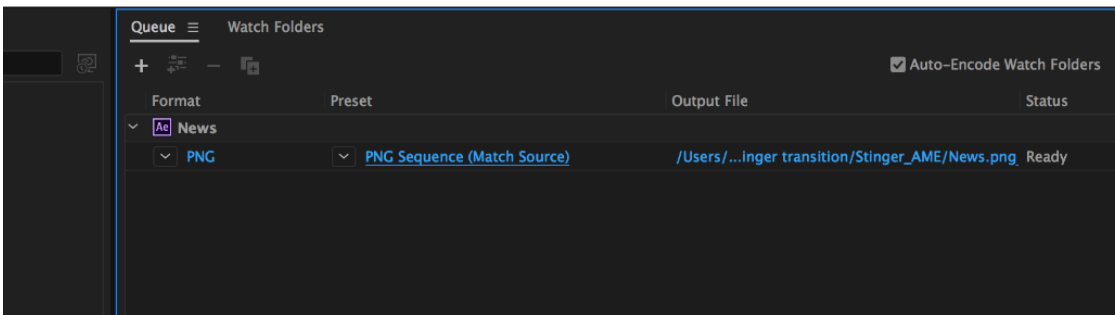 Queue Watch Folders
Auto-Encode Watch Folders
Format Preset Output File Status
Ae News
PNG PNG Sequence (Match Source) /Users/...inger transition/Stinger_AME/News.png Ready